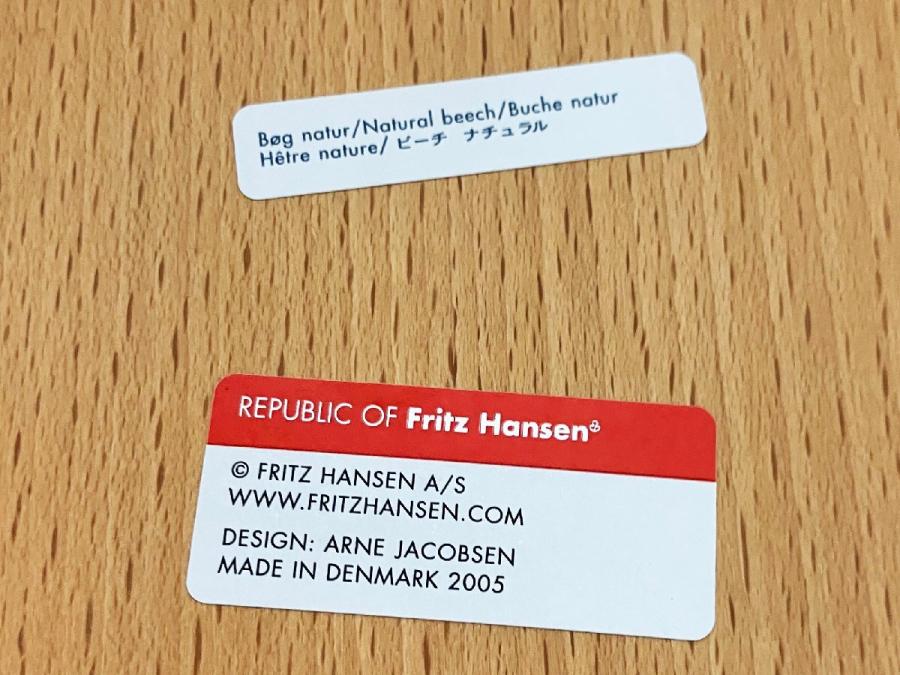 Bøg natur/Natural beech/Buche natur
Hêtre nature/ ビーチ ナチュラル
REPUBLIC OF Fritz Hansen
© FRITZ HANSEN A/S
WWW.FRITZHANSEN.COM
DESIGN: ARNE JACOBSEN
MADE IN DENMARK 2005